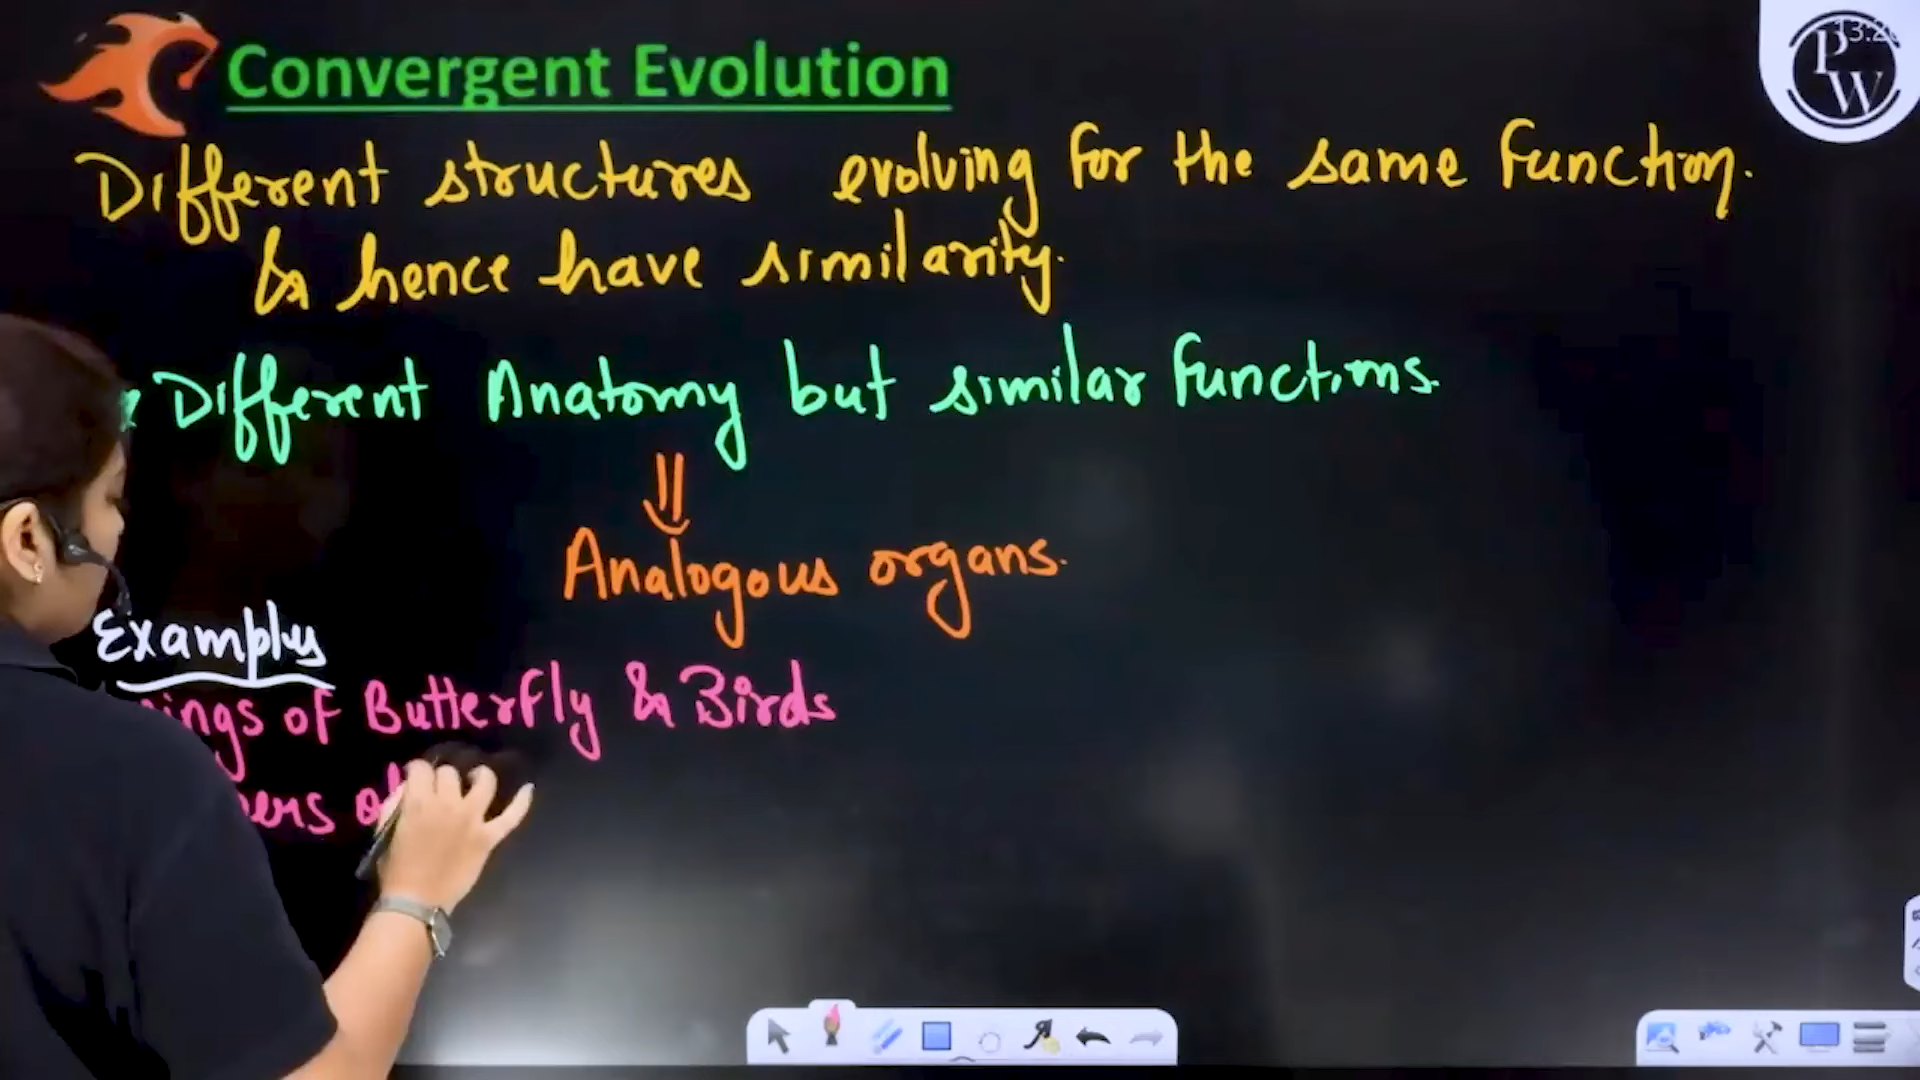 Convergent Evolution
PW
Different structures evolving for the same function.
& hence have similarity.
Different Anatomy but similar functions.
Analogous organs.
Examples
of Butterfly & Birds